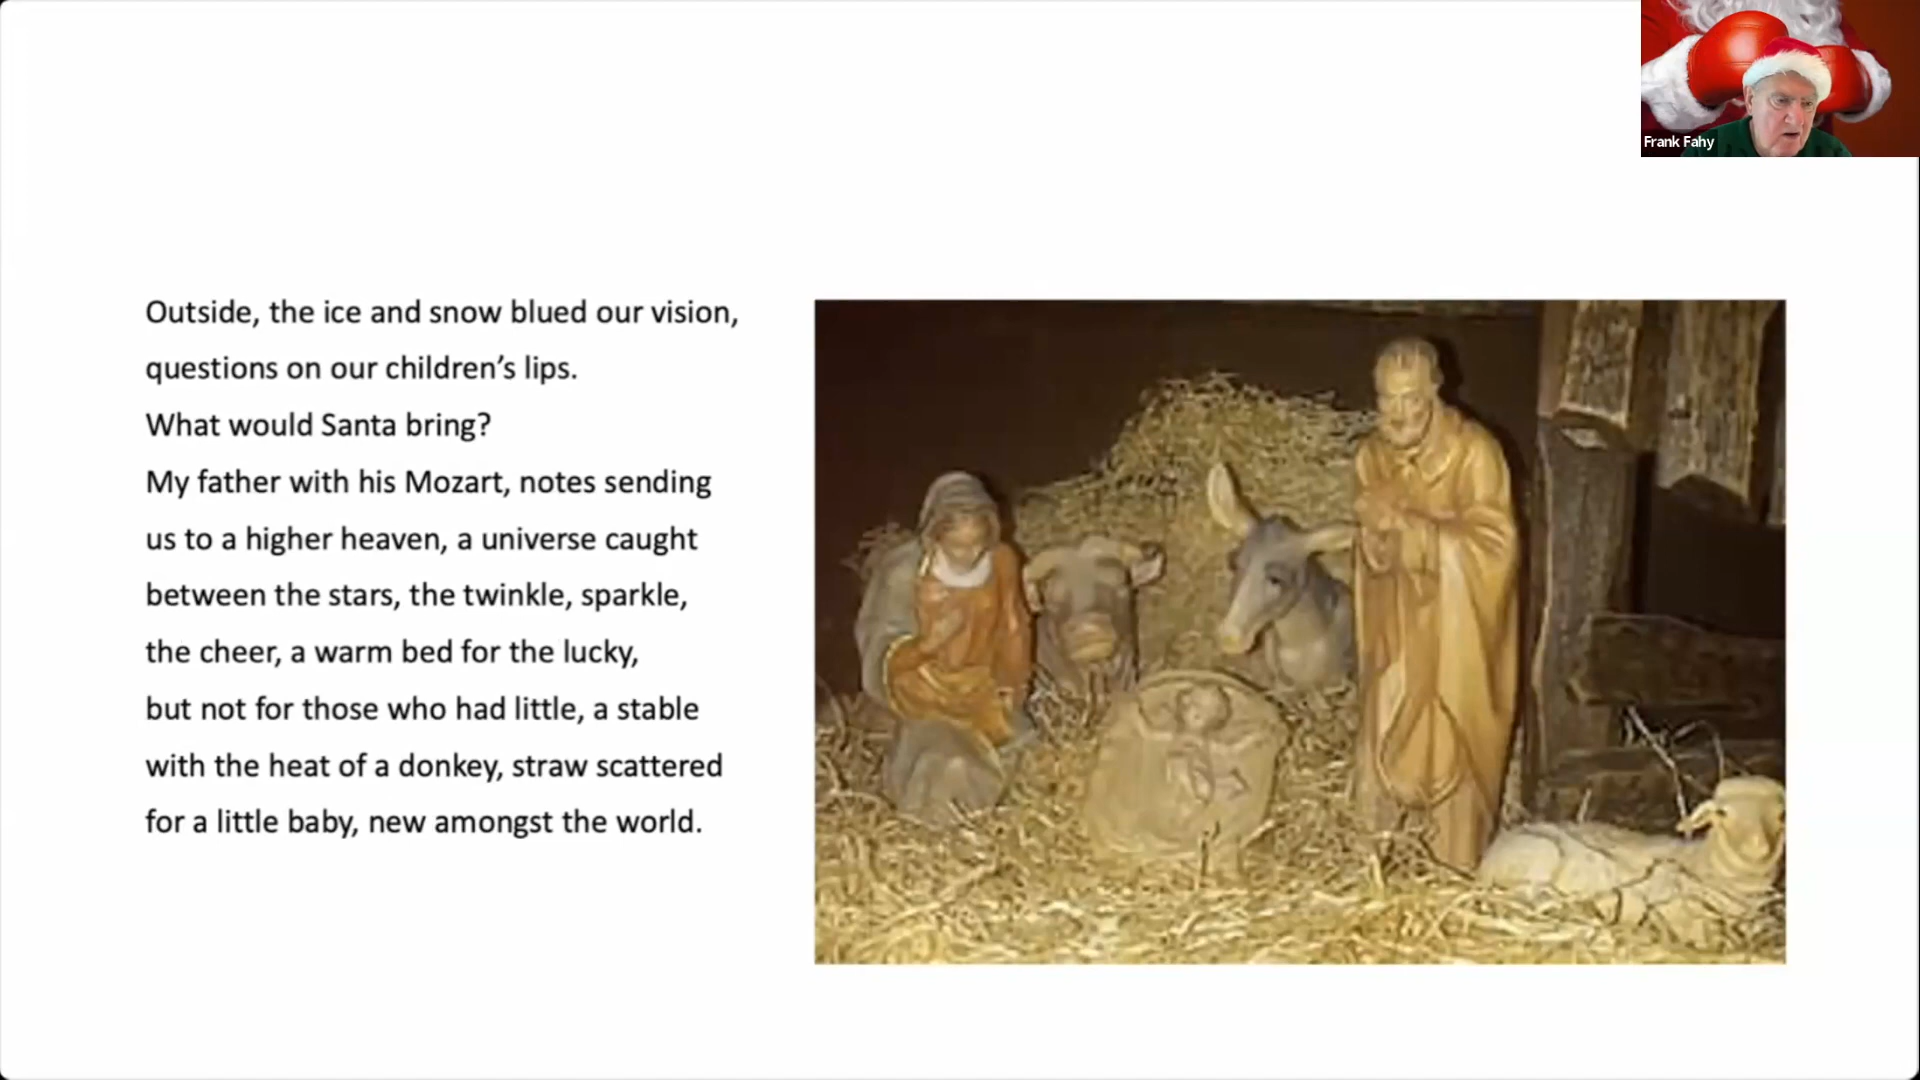 Frank Fahy
Outside, the ice and snow blued our vision,
questions on our children’s lips.
What would Santa bring?
My father with his Mozart, notes sending
us to a higher heaven, a universe caught
between the stars, the twinkle, sparkle,
the cheer, a warm bed for the lucky,
but not for those who had little, a stable
with the heat of a donkey, straw scattered
for a little baby, new amongst the world.